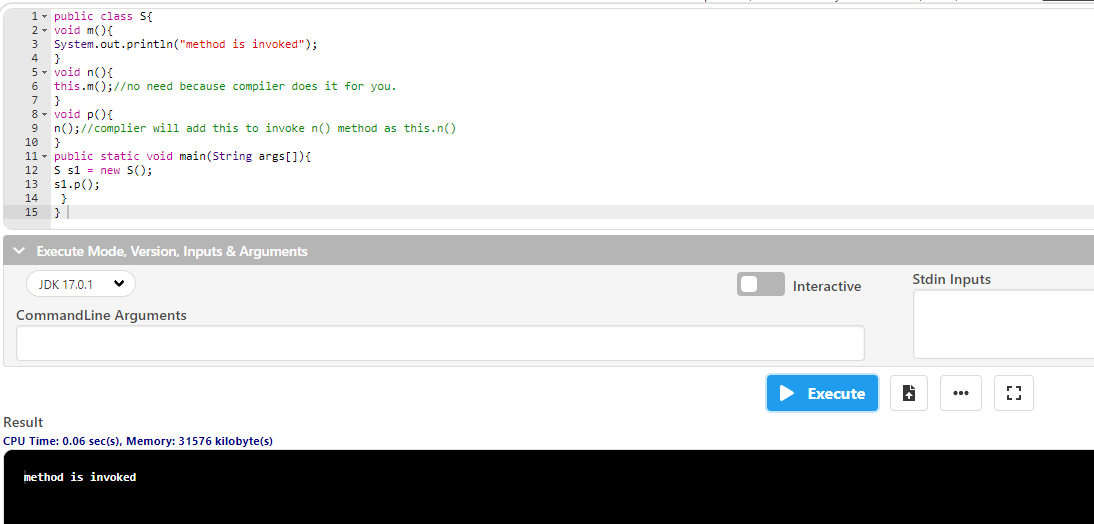 1 public class S{
2 void m(){
3 System.out.println("method is invoked");
4 }
5 void n(){
6 this.m();//no need because compiler does it for you.
7 }
8 void p(){
9 n();//complier will add this to invoke n() method as this.n()
10 }
11 public static void main(String args[]){
12 S s1 = new S();
13 s1.p();
14 }
15 }
Execute Mode, Version, Inputs & Arguments
JDK 17.0.1
Interactive
Stdin Inputs
CommandLine Arguments
Execute
Result
CPU Time: 0.06 sec(s), Memory: 31576 kilobyte(s)
method is invoked